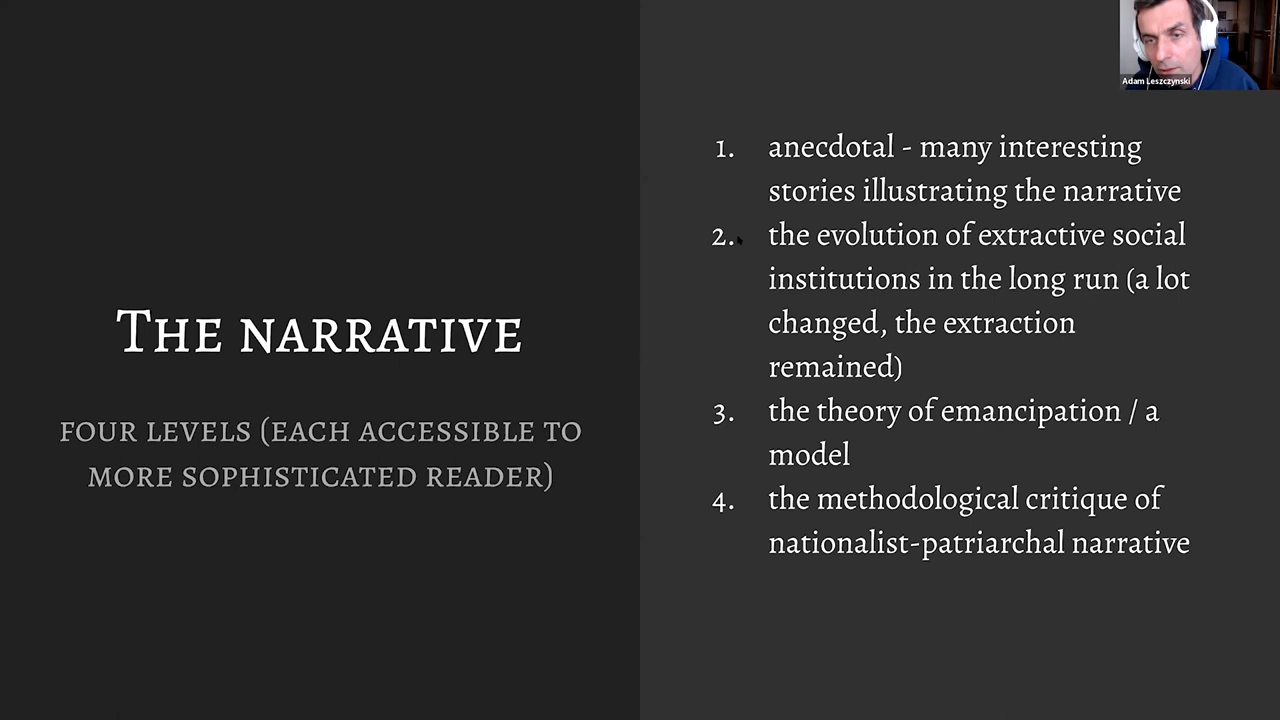 Adam Leszczynski
The narrative
four levels (each accessible to
more sophisticated reader)
1. anecdotal - many interesting
stories illustrating the narrative
2. the evolution of extractive social
institutions in the long run (a lot
changed, the extraction
remained)
3. the theory of emancipation / a
model
4. the methodological critique of
nationalist-patriarchal narrative